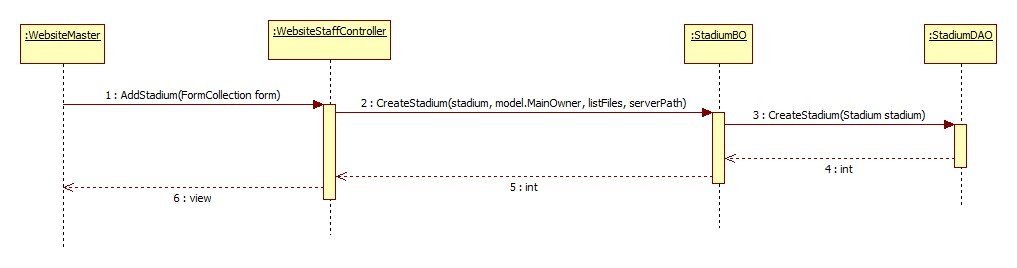 :WebsiteMaster
:WebsiteStaffController
:StadiumBO
:StadiumDAO
1 : AddStadium(FormCollection form)
2 : CreateStadium(stadium, model.MainOwner, listFiles, serverPath)
3 : CreateStadium(Stadium stadium)
4 : int
5 : int
6 : view